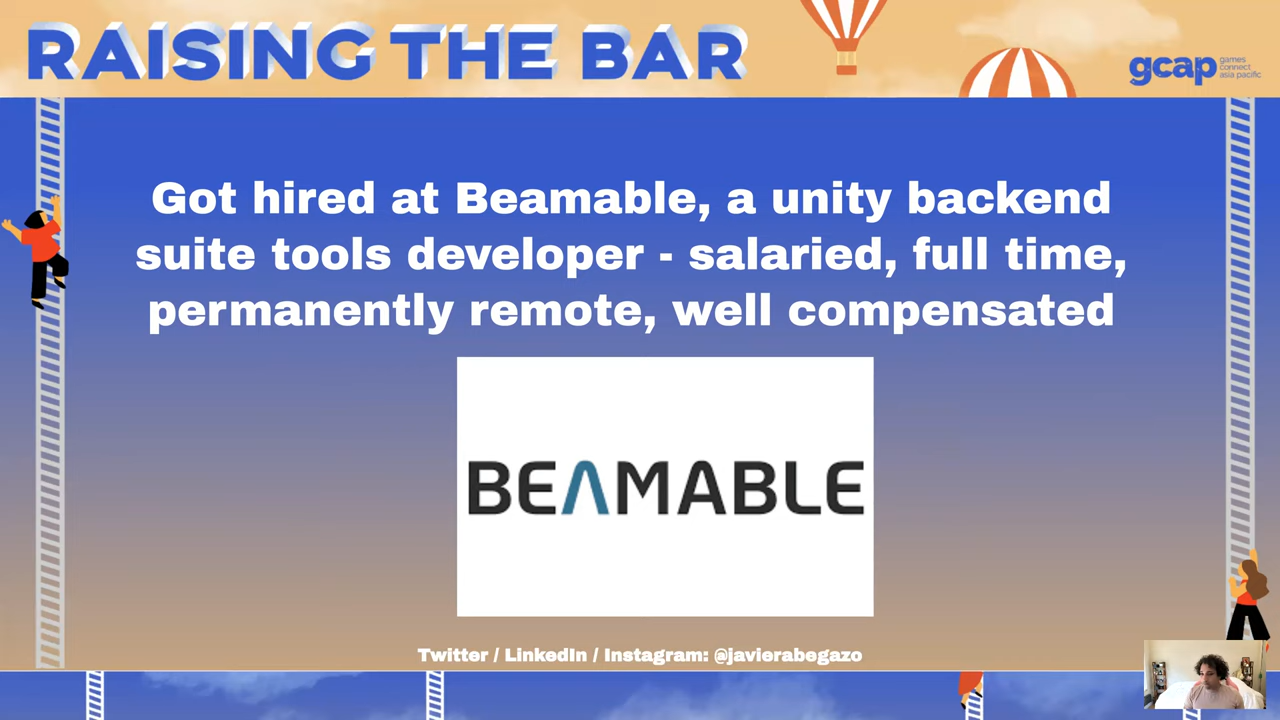 RAISING THE BAR
gcap games
connect
asia pacific
Got hired at Beamable, a unity backend
suite tools developer - salaried, full time,
permanently remote, well compensated
BEAMABLE
Twitter / LinkedIn / Instagram: @javierabegazo